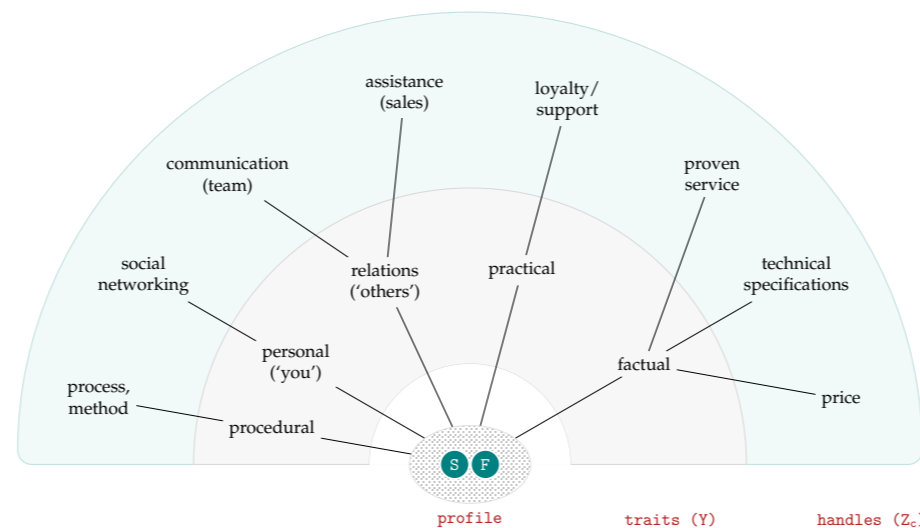 assistance
(sales)
loyalty/
support
communication
(team)
proven
service
social
networking
relations
('others')
practical
technical
specifications
personal
('you')
factual
process,
method
procedural
price
S F
profile
traits (Y)
handles (Zc)